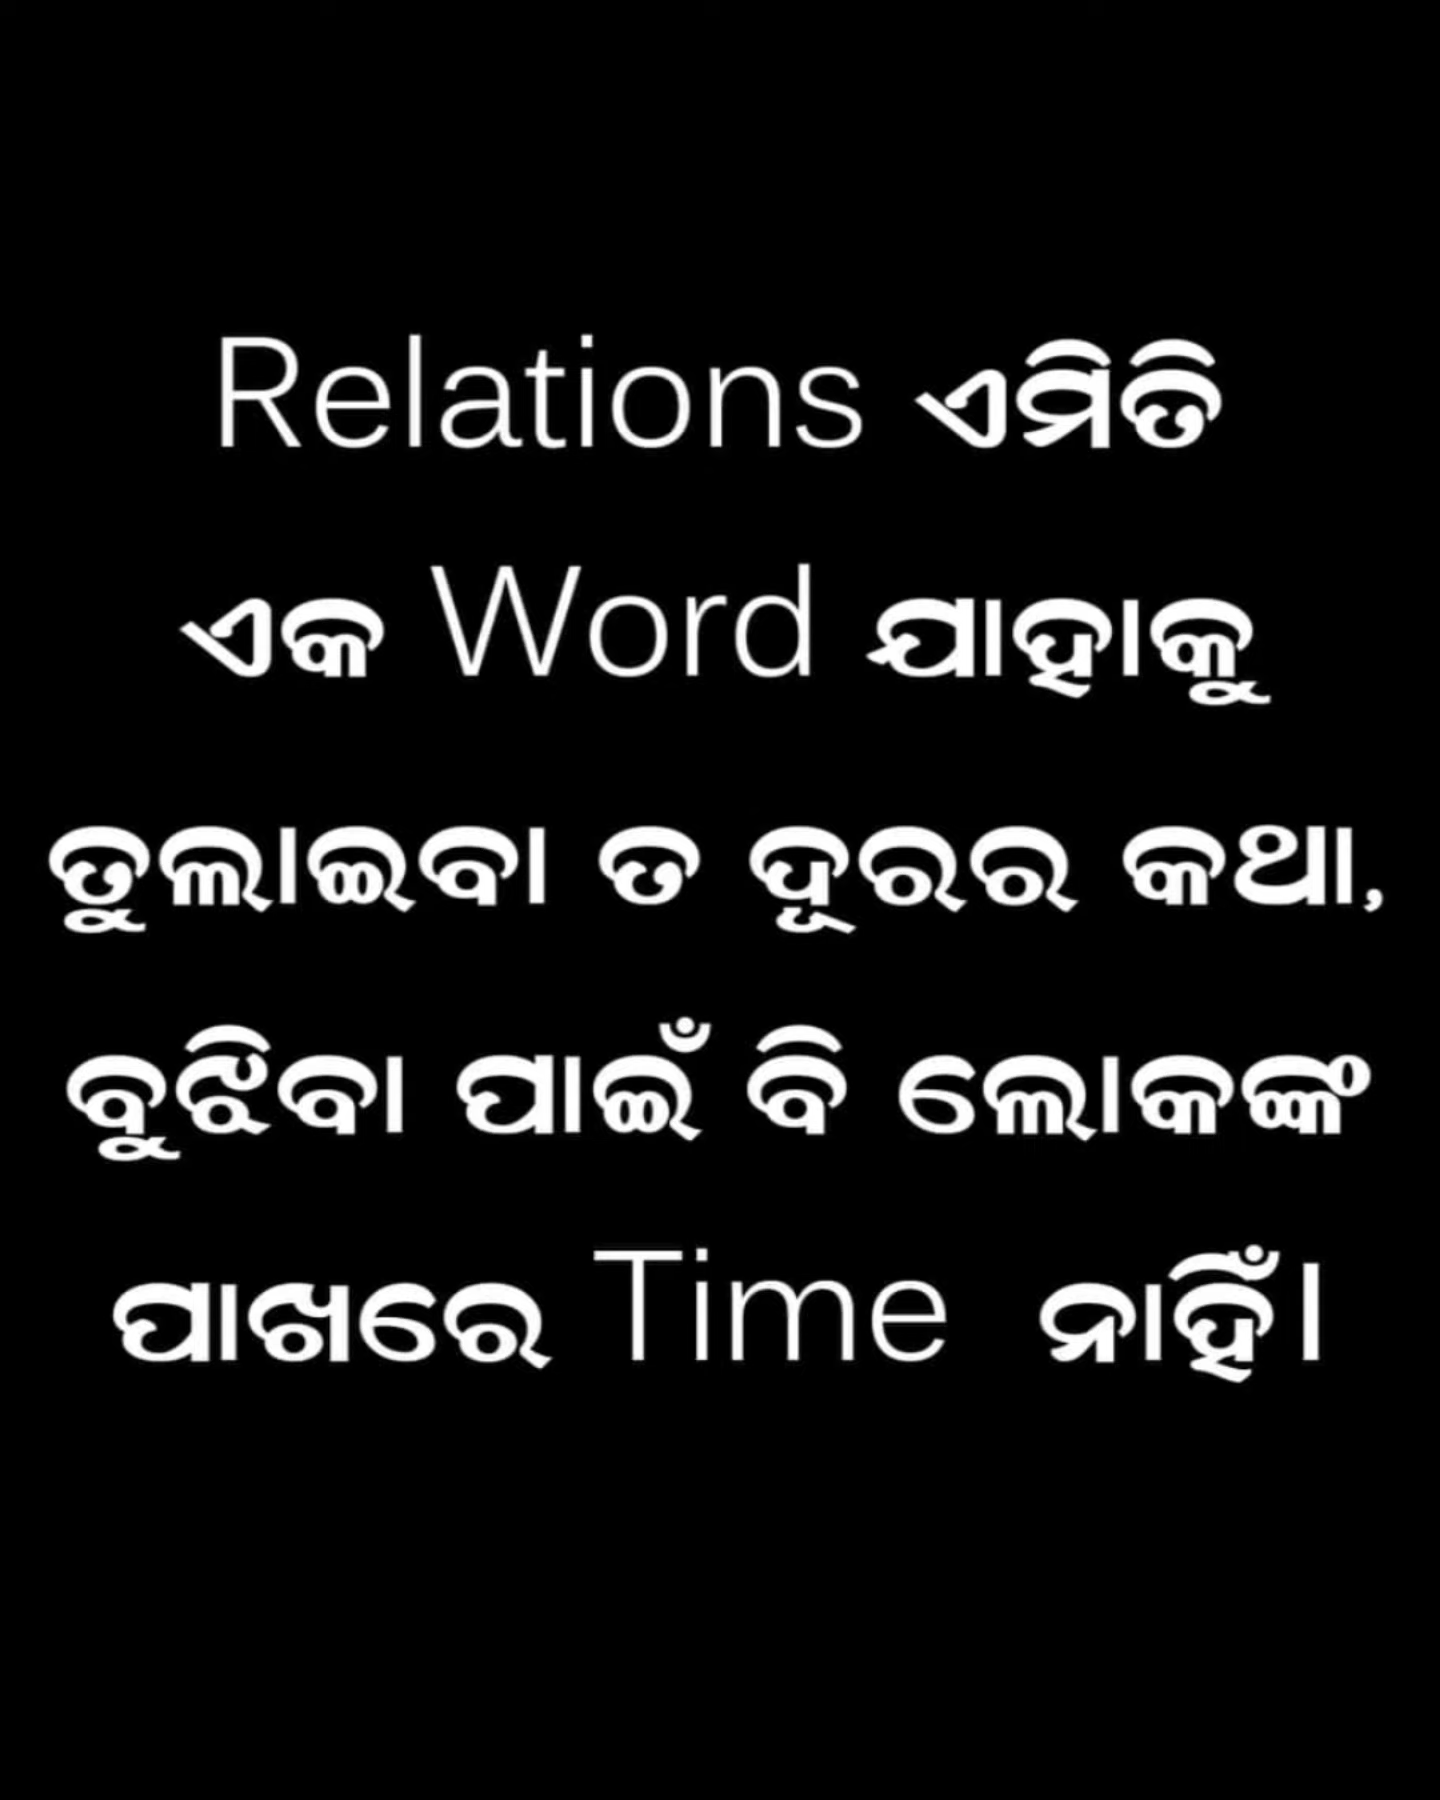 Relations ଏମିତି
ଏକ Word ଯାହାକୁ
ତୁଲାଇବା ତ ଦୂରର କଥା,
ବୁଝିବା ପାଇଁ ବି ଲୋକଙ୍କ
ପାଖରେ Time ନାହିଁ।